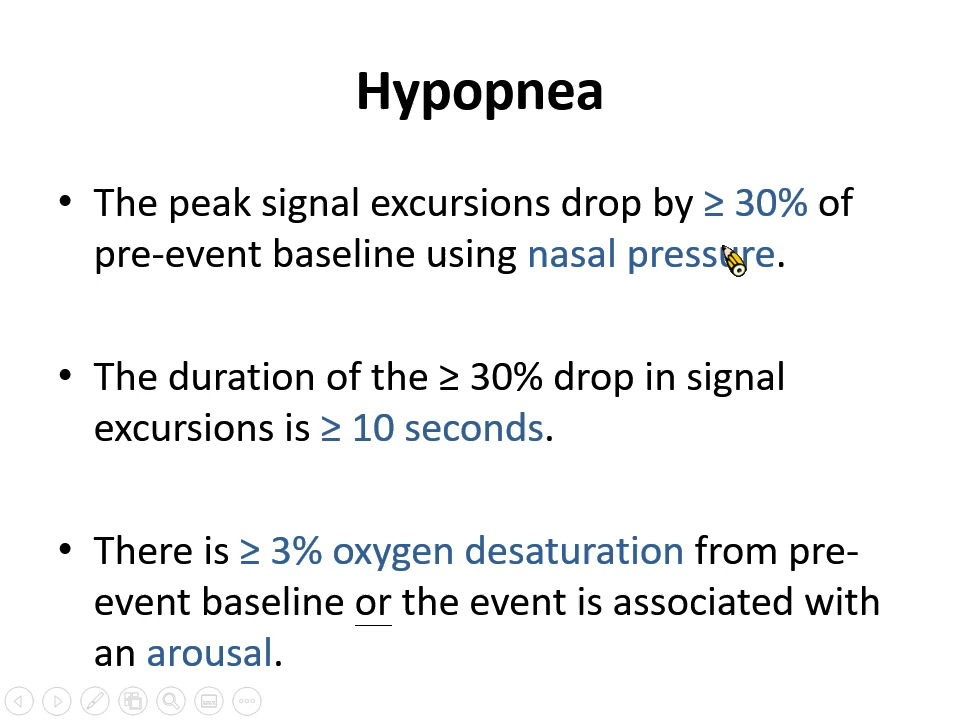 Hypopnea
• The peak signal excursions drop by ≥ 30% of
pre-event baseline using nasal pressure.
• The duration of the ≥ 30% drop in signal
excursions is ≥ 10 seconds.
• There is ≥ 3% oxygen desaturation from pre-
event baseline or the event is associated with
an arousal.